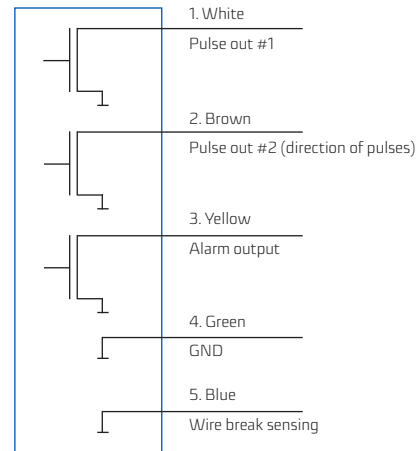 1. White
Pulse out #1
2. Brown
Pulse out #2 (direction of pulses)
3. Yellow
Alarm output
4. Green
GND
5. Blue
Wire break sensing